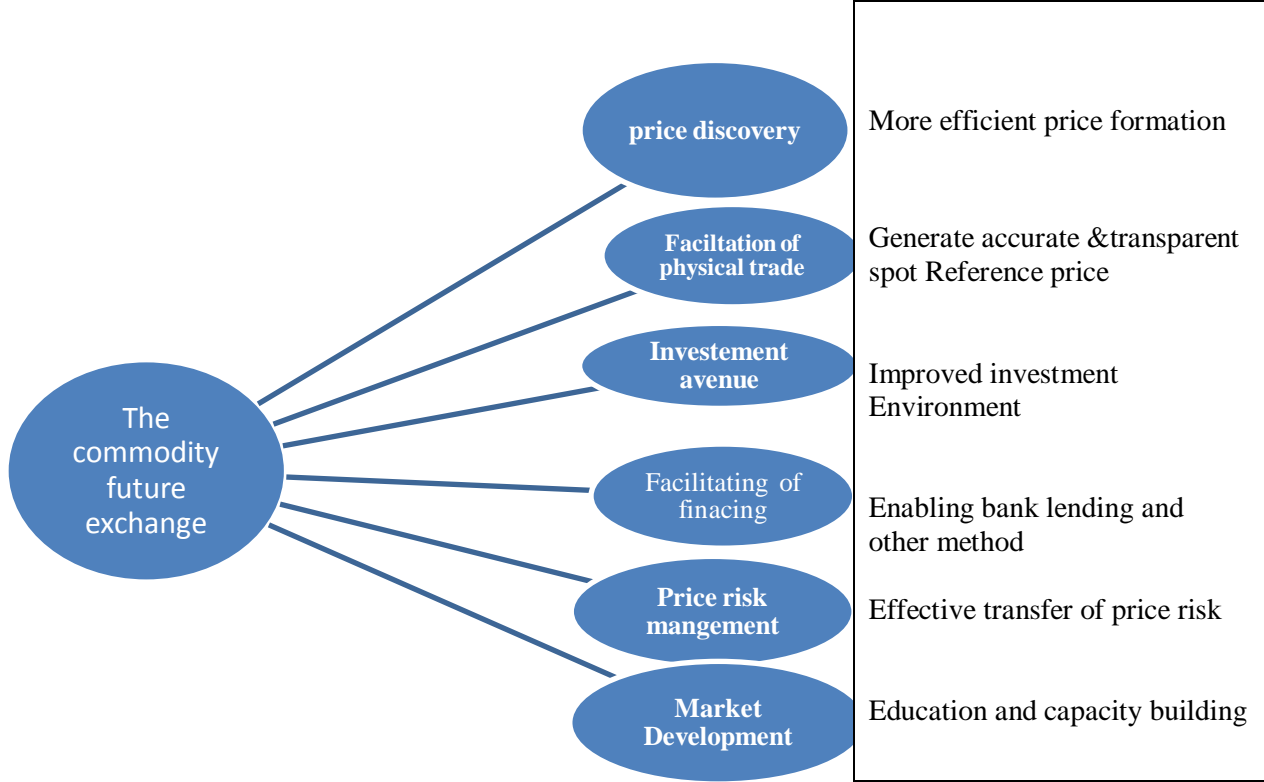 The
commodity
future
exchange
price discovery
More efficient price formation
Faciltation of
physical trade
Generate accurate &transparent
spot Reference price
Investement
avenue
Improved investment
Environment
Facilitating of
finacing
Enabling bank lending and
other method
Price risk
mangement
Effective transfer of price risk
Market
Development
Education and capacity building